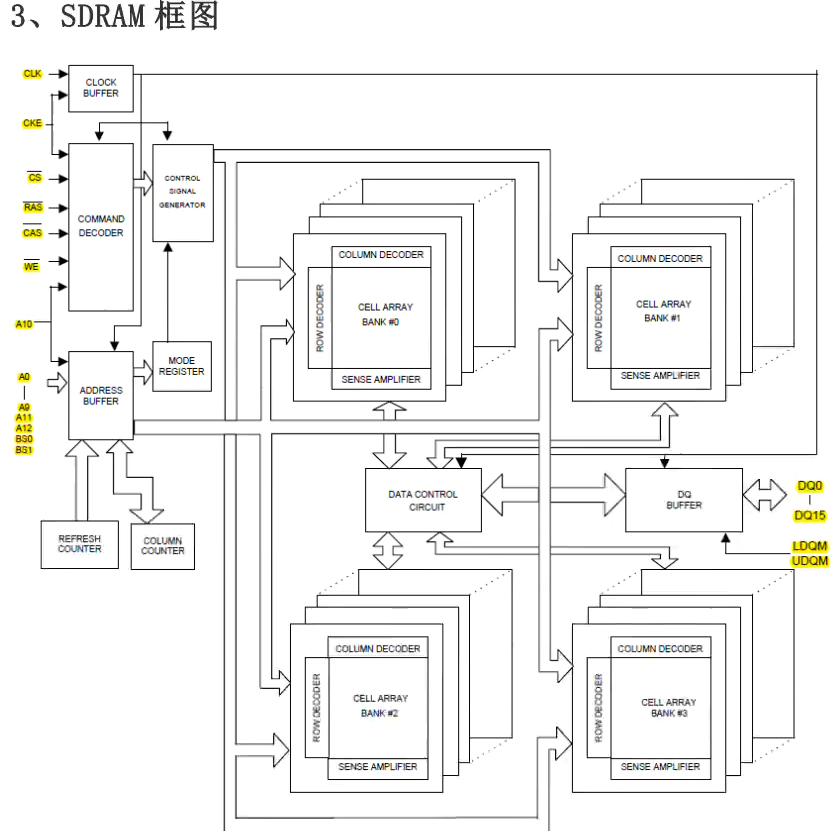 3、SDRAM 框图
CLK
CLOCK
BUFFER
CKE
CS
RAS
CAS
WE
COMMAND
DECODER
CONTROL
SIGNAL
GENERATOR
A10
A0
A9
A11
A12
BS0
BS1
ADDRESS
BUFFER
MODE
REGISTER
REFRESH
COUNTER
COLUMN
COUNTER
COLUMN DECODER
ROW DECODER
CELL ARRAY
BANK #0
SENSE AMPLIFIER
COLUMN DECODER
ROW DECODER
CELL ARRAY
BANK #1
SENSE AMPLIFIER
DATA CONTROL
CIRCUIT
DQ
BUFFER
DQ0
DQ15
LDQM
UDQM
COLUMN DECODER
ROW DECODER
CELL ARRAY
BANK #2
SENSE AMPLIFIER
COLUMN DECODER
ROW DECODER
CELL ARRAY
BANK #3
SENSE AMPLIFIER